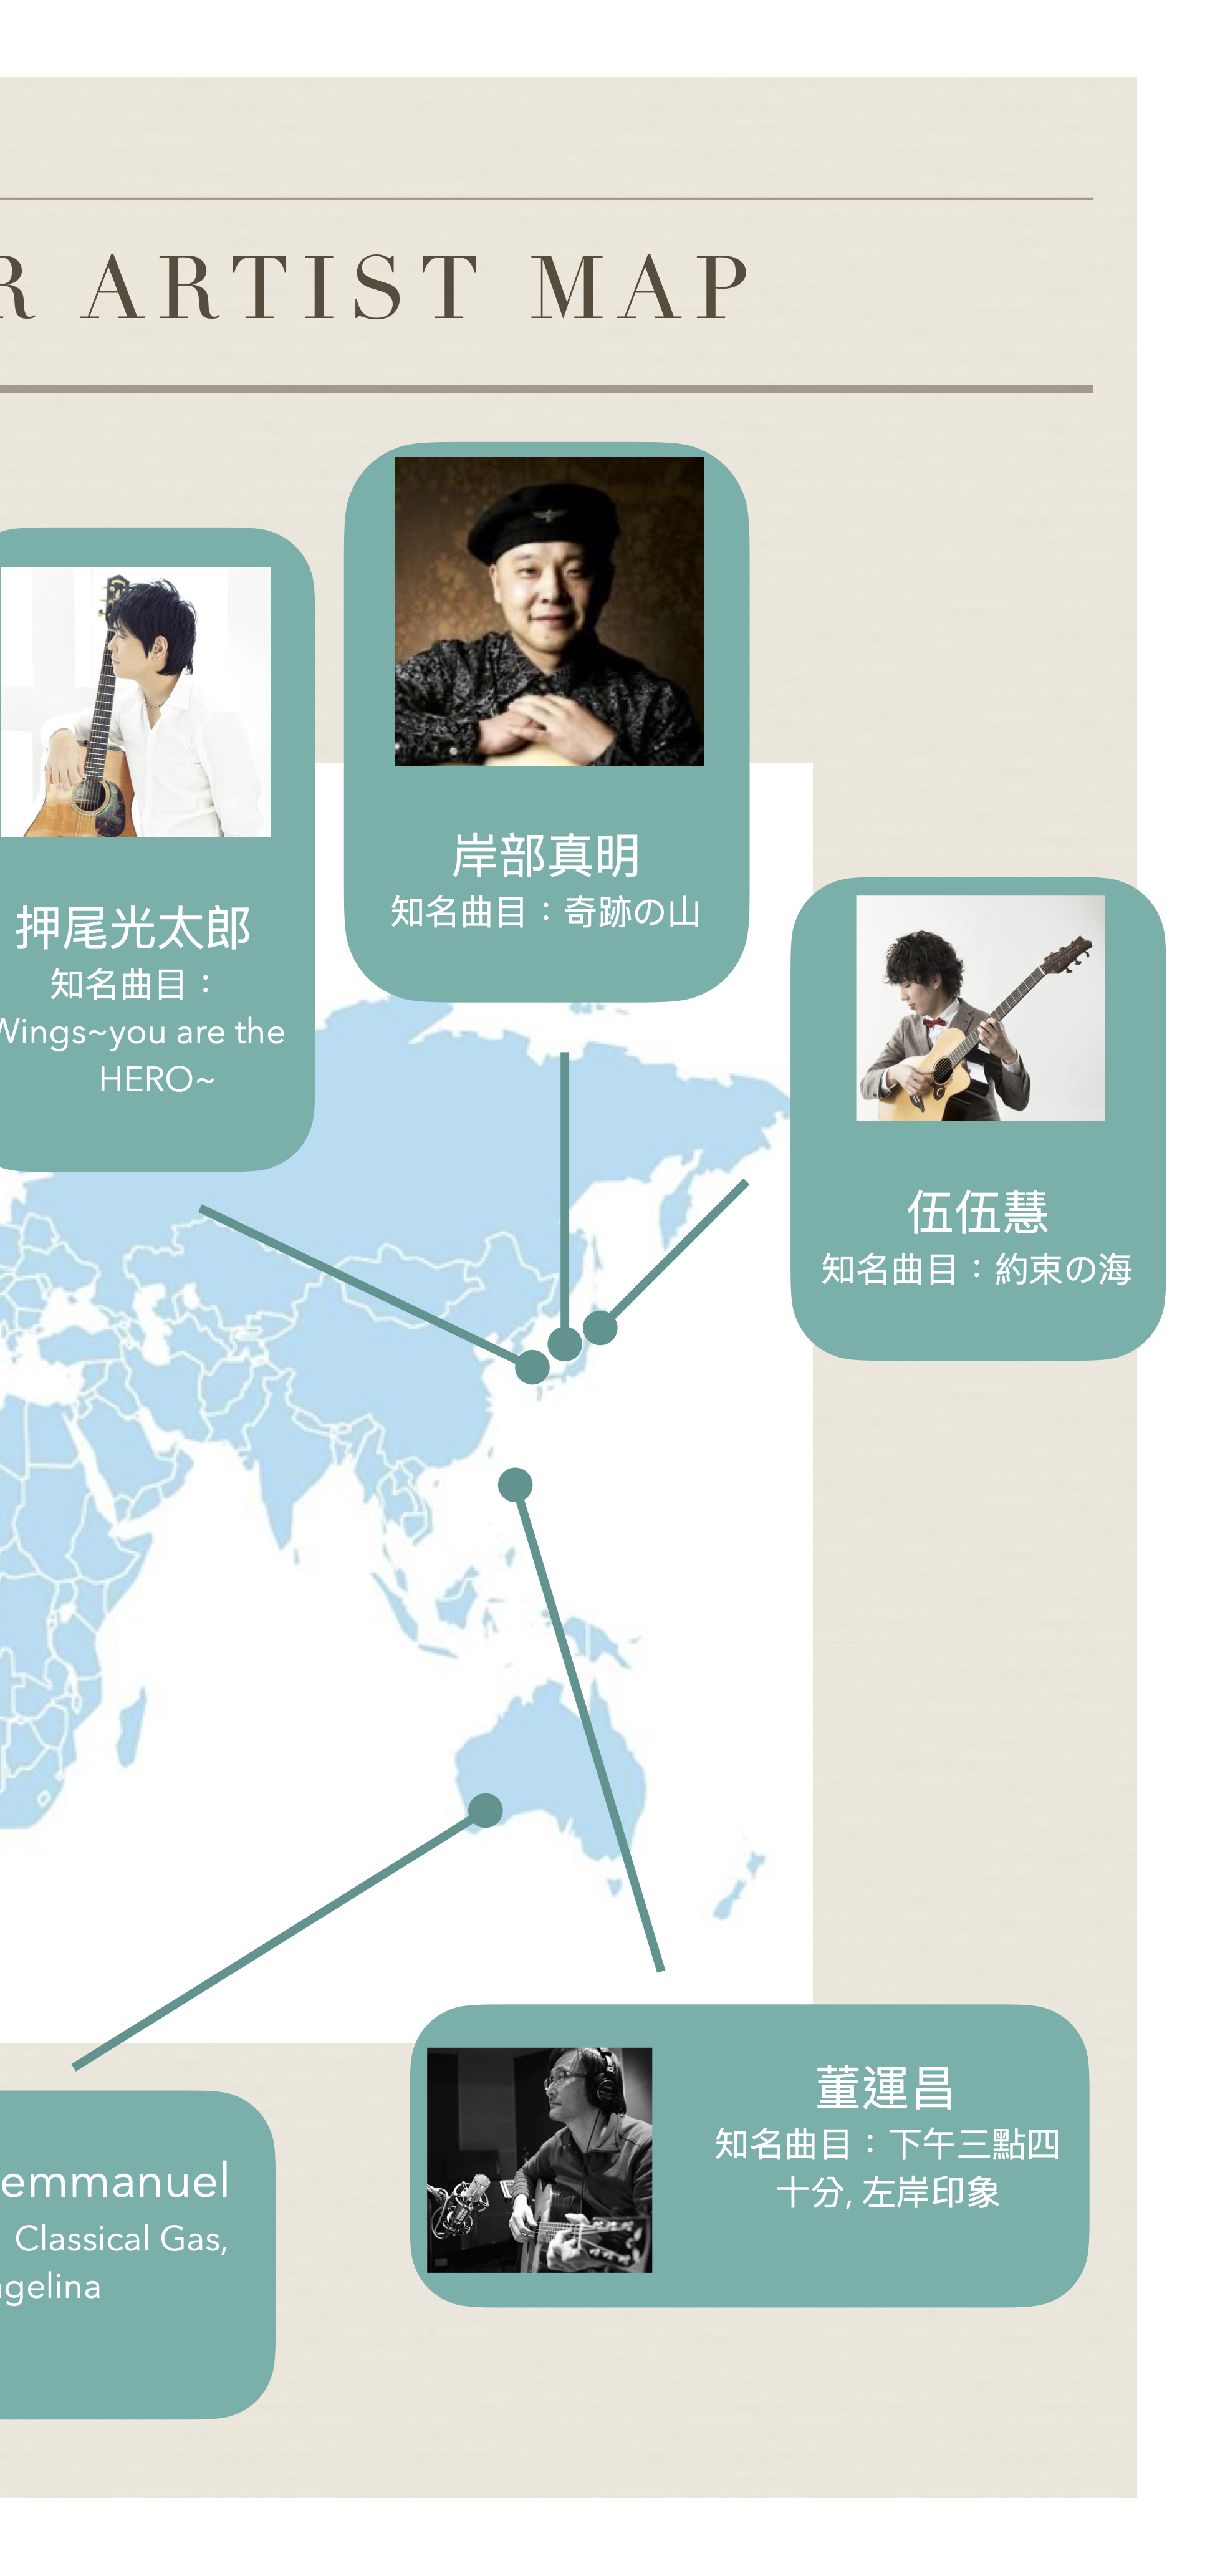 R ARTIST MAP
岸部真明
知名曲目：奇跡の山
押尾光太郎
知名曲目：
Wings~you are the
HERO~
伍伍慧
知名曲目：約束の海
董運昌
知名曲目：下午三點四
十分, 左岸印象
emmanuel
Classical Gas,
gelina